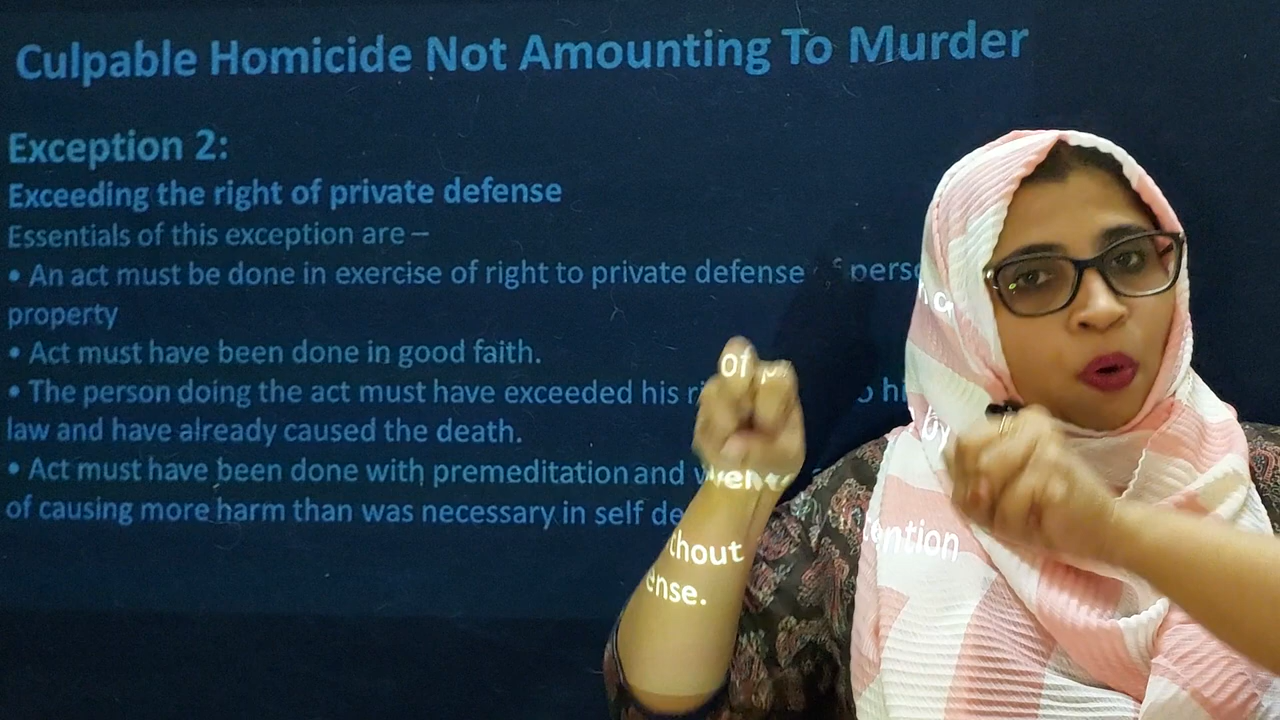 Culpable Homicide Not Amounting To Murder
Exception 2:
Exceeding the right of private defense
Essentials of this exception are –
• An act must be done in exercise of right to private defense of
property
• Act must have been done in good faith.
• The person doing the act must have exceeded his
law and have already caused the death.
• Act must have been done with premeditation and
of causing more harm than was necessary in self
of
by